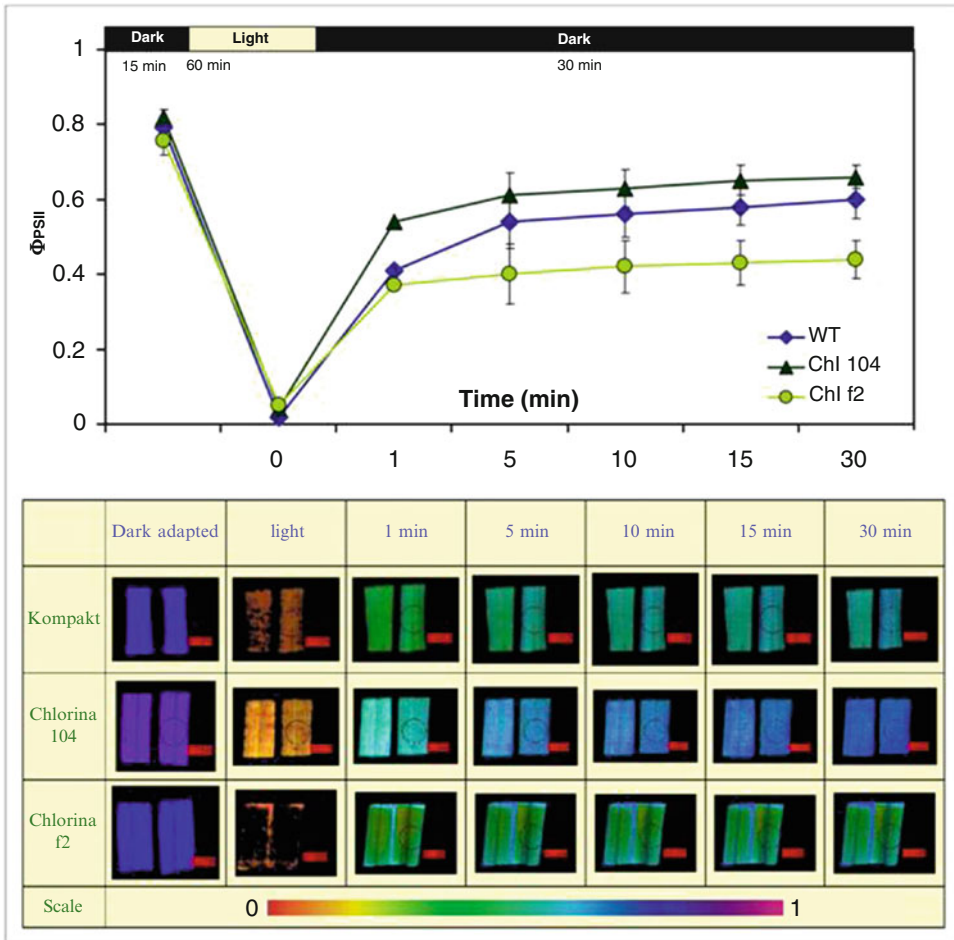 Dark Light Dark
15 min 60 min 30 min
1
0.8
0.6
0.4
0.2
0
ΦPSII
WT
Chl 104
Chl f2
Time (min)
0 1 5 10 15 30
Dark adapted light 1 min 5 min 10 min 15 min 30 min
Kompakt
Chlorina
104
Chlorina
f2
Scale 0 1